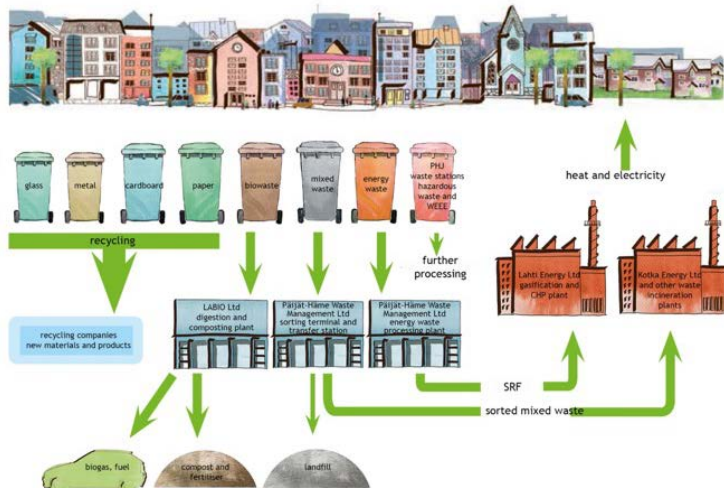 glass
metal
cardboard
paper
biowaste
mixed
waste
energy
waste
PHJ
waste stations
hazardous
waste and
WEEE
heat and electricity
recycling
further
processing
recycling companies
new materials and products
LABIO Ltd
digestion and
composting plant
Päijät-Häme Waste
Management Ltd
sorting terminal and
transfer station
Päijät-Häme Waste
Management Ltd
energy waste
processing plant
Lahti Energy Ltd
gasification and
CHP plant
Kotka Energy Ltd
and other waste
incineration
plants
SRF
sorted mixed waste
biogas, fuel
compost and
fertiliser
landfill